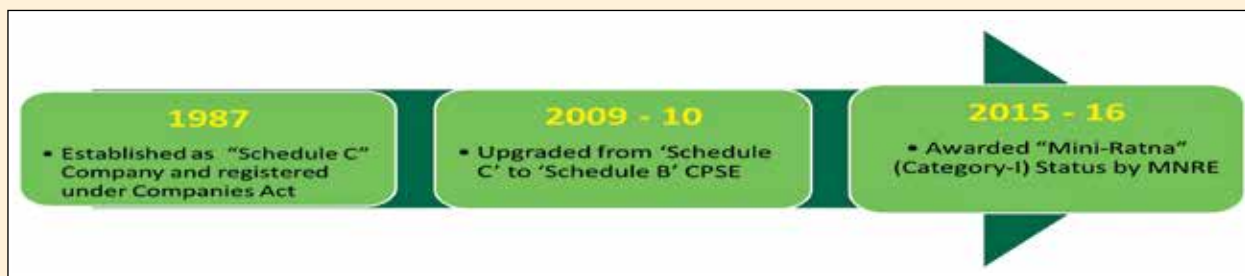 1987
• Established as "Schedule C"
Company and registered
under Companies Act
2009 - 10
• Upgraded from 'Schedule
C' to 'Schedule B' CPSE
2015 - 16
• Awarded "Mini-Ratna"
(Category-I) Status by MNRE